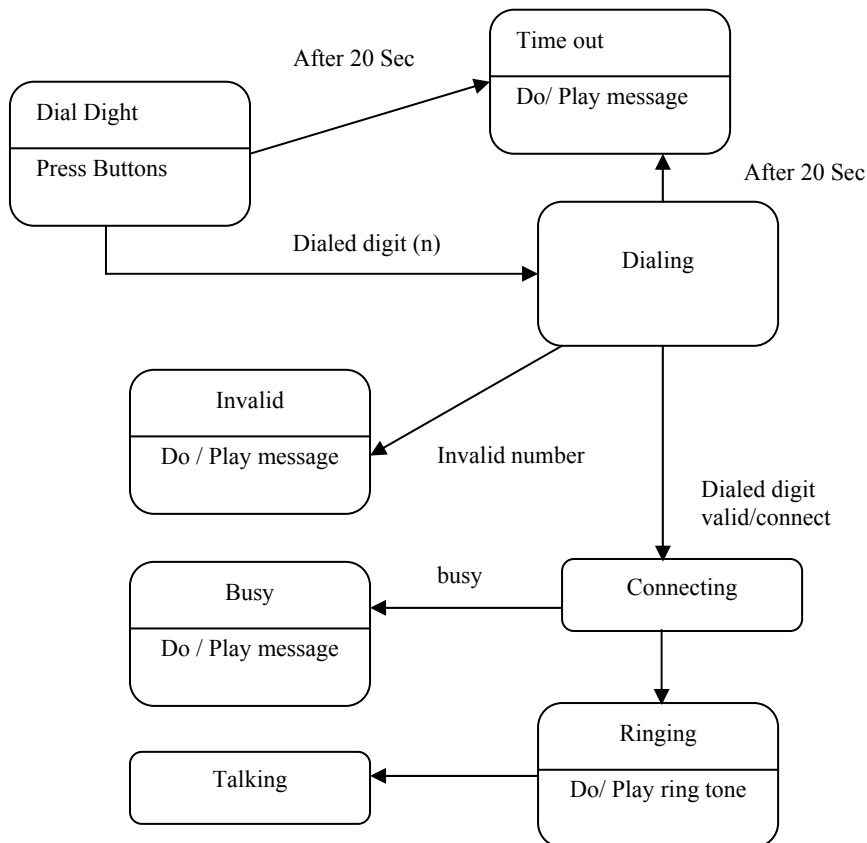 Time out
Do/ Play message
After 20 Sec
Dial Dight
Press Buttons
After 20 Sec
Dialed digit (n)
Dialing
Invalid
Do / Play message
Invalid number
Dialed digit
valid/connect
Connecting
busy
Busy
Do / Play message
Ringing
Do/ Play ring tone
Talking